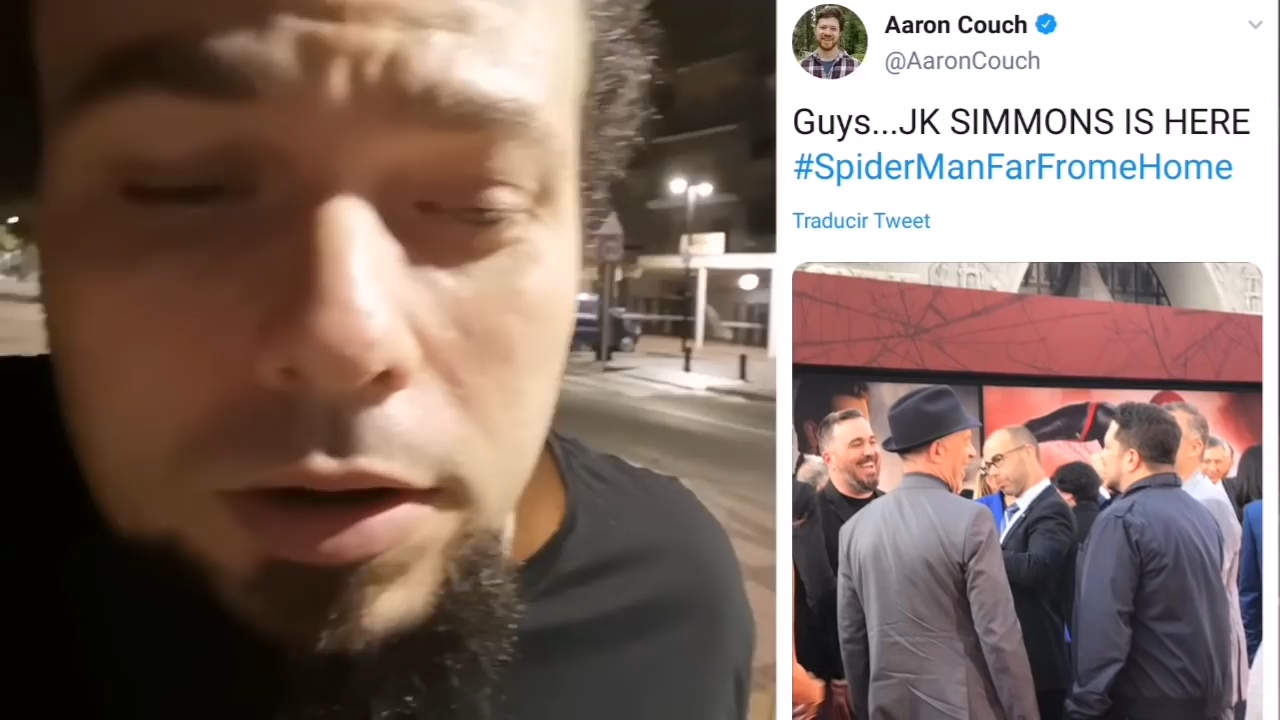 Aaron Couch
@AaronCouch
Guys...JK SIMMONS IS HERE
#SpiderManFarFromeHome
Traducir Tweet